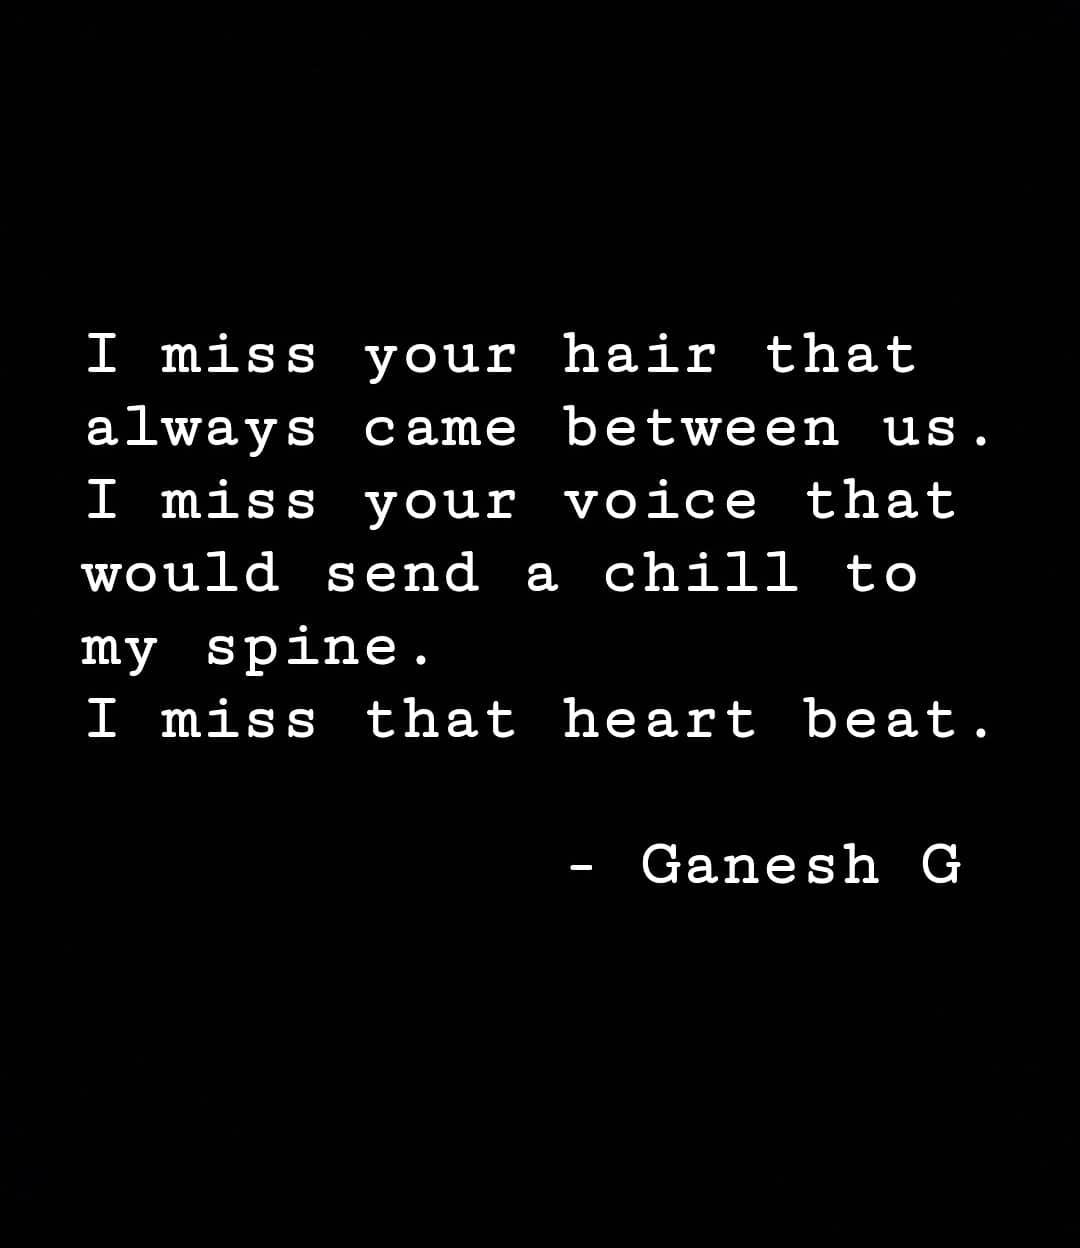 I miss your hair that
always came between us.
I miss your voice that
would send a chill to
my spine.
I miss that heart beat.
- Ganesh G